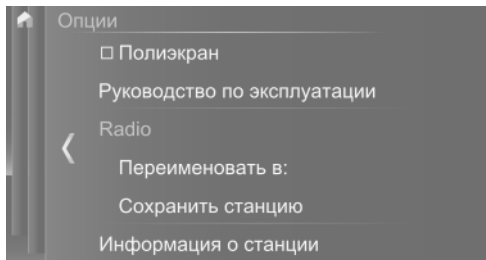 Опции
Полиэкран
Руководство по эксплуатации
Radio
Переименовать в:
Сохранить станцию
Информация о станции